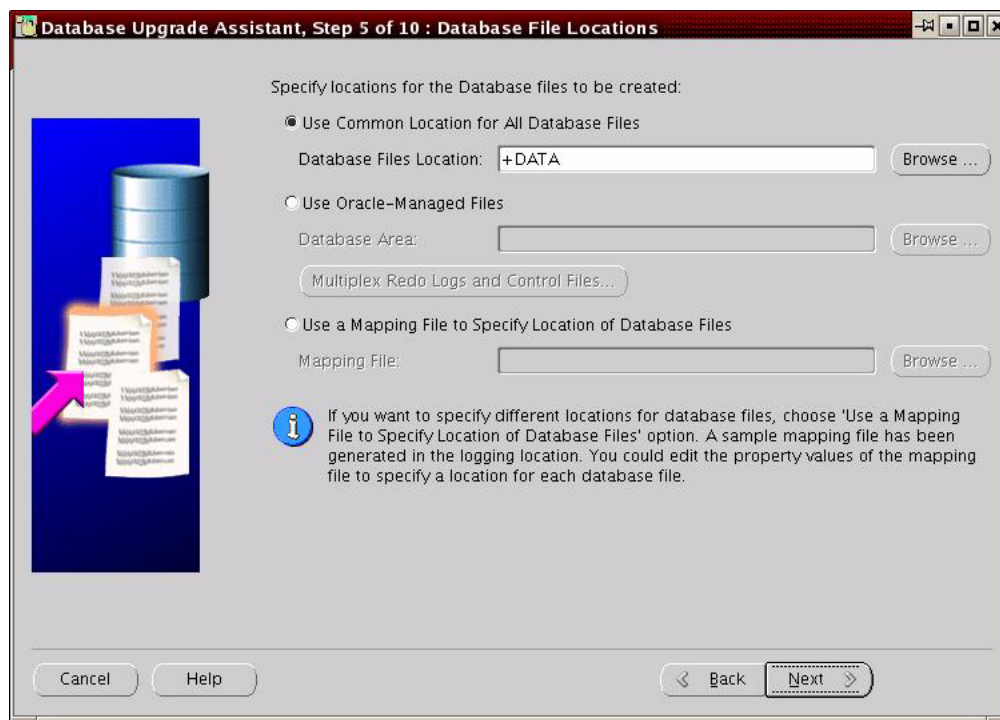 Database Upgrade Assistant, Step 5 of 10 : Database File Locations
Specify locations for the Database files to be created:
Use Common Location for All Database Files
Database Files Location: +DATA Browse ...
Use Oracle-Managed Files
Database Area: Browse ...
Multiplex Redo Logs and Control Files...
Use a Mapping File to Specify Location of Database Files
Mapping File: Browse ...
If you want to specify different locations for database files, choose 'Use a Mapping
File to Specify Location of Database Files' option. A sample mapping file has been
generated in the logging location. You could edit the property values of the mapping
file to specify a location for each database file.
Cancel Help Back Next